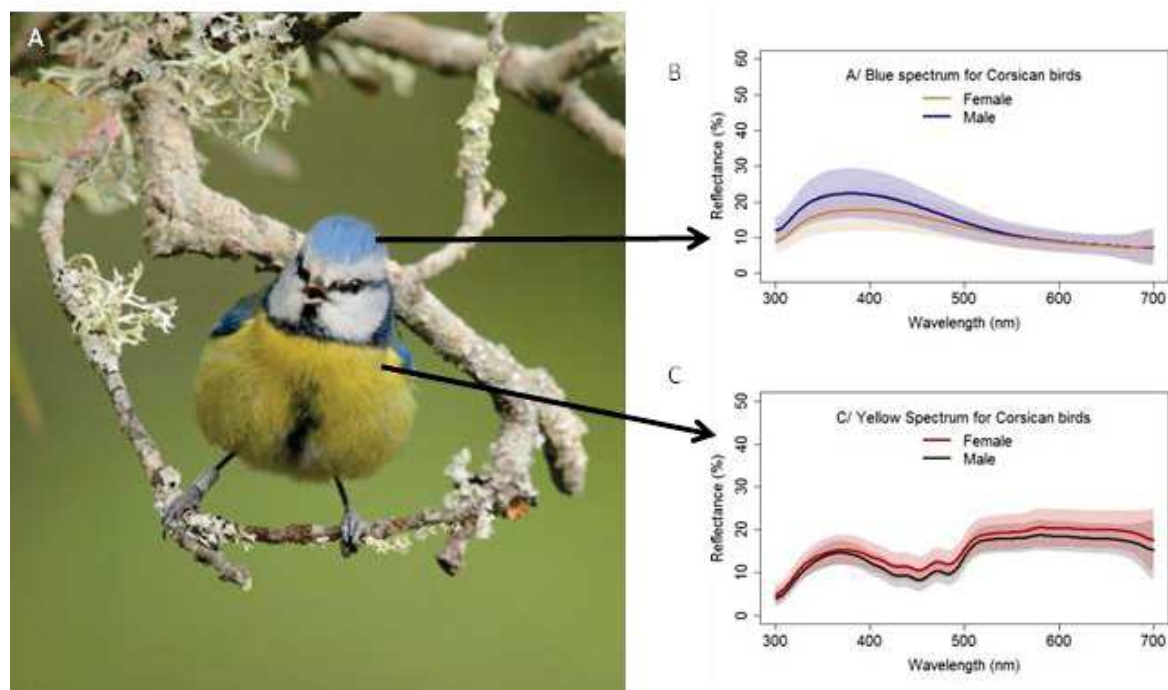 A
B
A/ Blue spectrum for Corsican birds
Female
Male
Reflectance (%)
60
50
40
30
20
10
0
300
400
500
600
700
Wavelength (nm)
C
C/ Yellow Spectrum for Corsican birds
Female
Male
Reflectance (%)
50
40
30
20
10
0
300
400
500
600
700
Wavelength (nm)